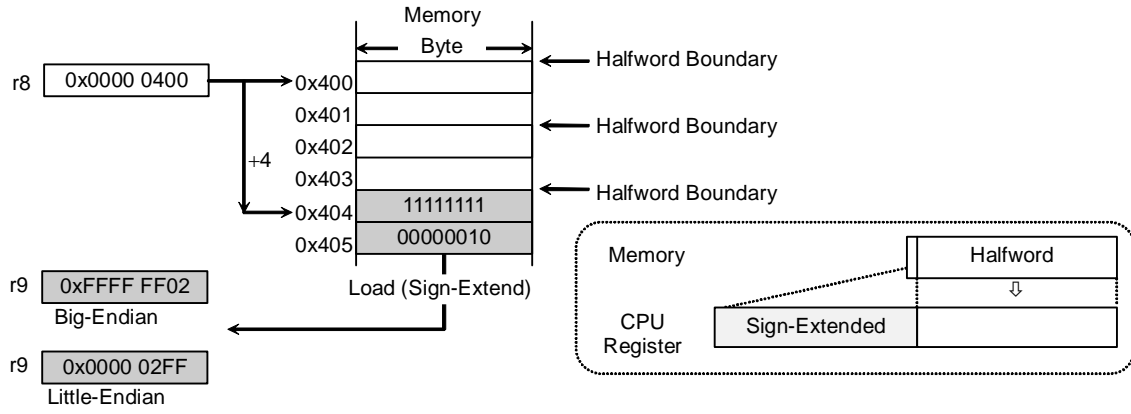 Memory
Byte
Halfword Boundary
r8 0x0000 0400
0x400
0x401
Halfword Boundary
0x402
+4
0x403
Halfword Boundary
0x404 11111111
0x405 00000010
Memory Halfword
⇩
r9 0xFFFF FF02
Load (Sign-Extend)
Big-Endian
CPU
Register
Sign-Extended
r9 0x0000 02FF
Little-Endian